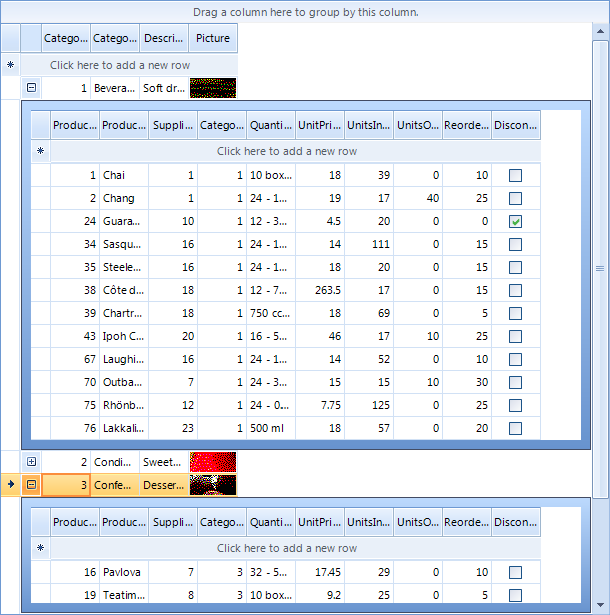 Drag a column here to group by this column.
Catego... Catego... Descri... Picture
Click here to add a new row
1 Bevera... Soft dr...
Produc... Produc... Suppli... Catego... Quanti... UnitPri... UnitsIn... UnitsO... Reorde... Discon...
Click here to add a new row
1 Chai 1 1 10 box... 18 39 0 10
2 Chang 1 1 24 - 1... 19 17 40 25
24 Guara... 10 1 12 - 3... 4.5 20 0 0
34 Sasqu... 16 1 24 - 1... 14 111 0 15
35 Steele... 16 1 24 - 1... 18 20 0 15
38 Côte d... 18 1 12 - 7... 263.5 17 0 15
39 Chartr... 18 1 750 cc... 18 69 0 5
43 Ipoh C... 20 1 16 - 5... 46 17 10 25
67 Laughi... 16 1 24 - 1... 14 52 0 10
70 Outba... 7 1 24 - 3... 15 15 10 30
75 Rhönb... 12 1 24 - 0... 7.75 125 0 25
76 Lakkali... 23 1 500 ml 18 57 0 20
2 Condi... Sweet...
3 Confe... Desser...
Produc... Produc... Suppli... Catego... Quanti... UnitPri... UnitsIn... UnitsO... Reorde... Discon...
Click here to add a new row
16 Pavlova 7 3 32 - 5... 17.45 29 0 10
19 Teatim... 8 3 10 box... 9.2 25 0 5